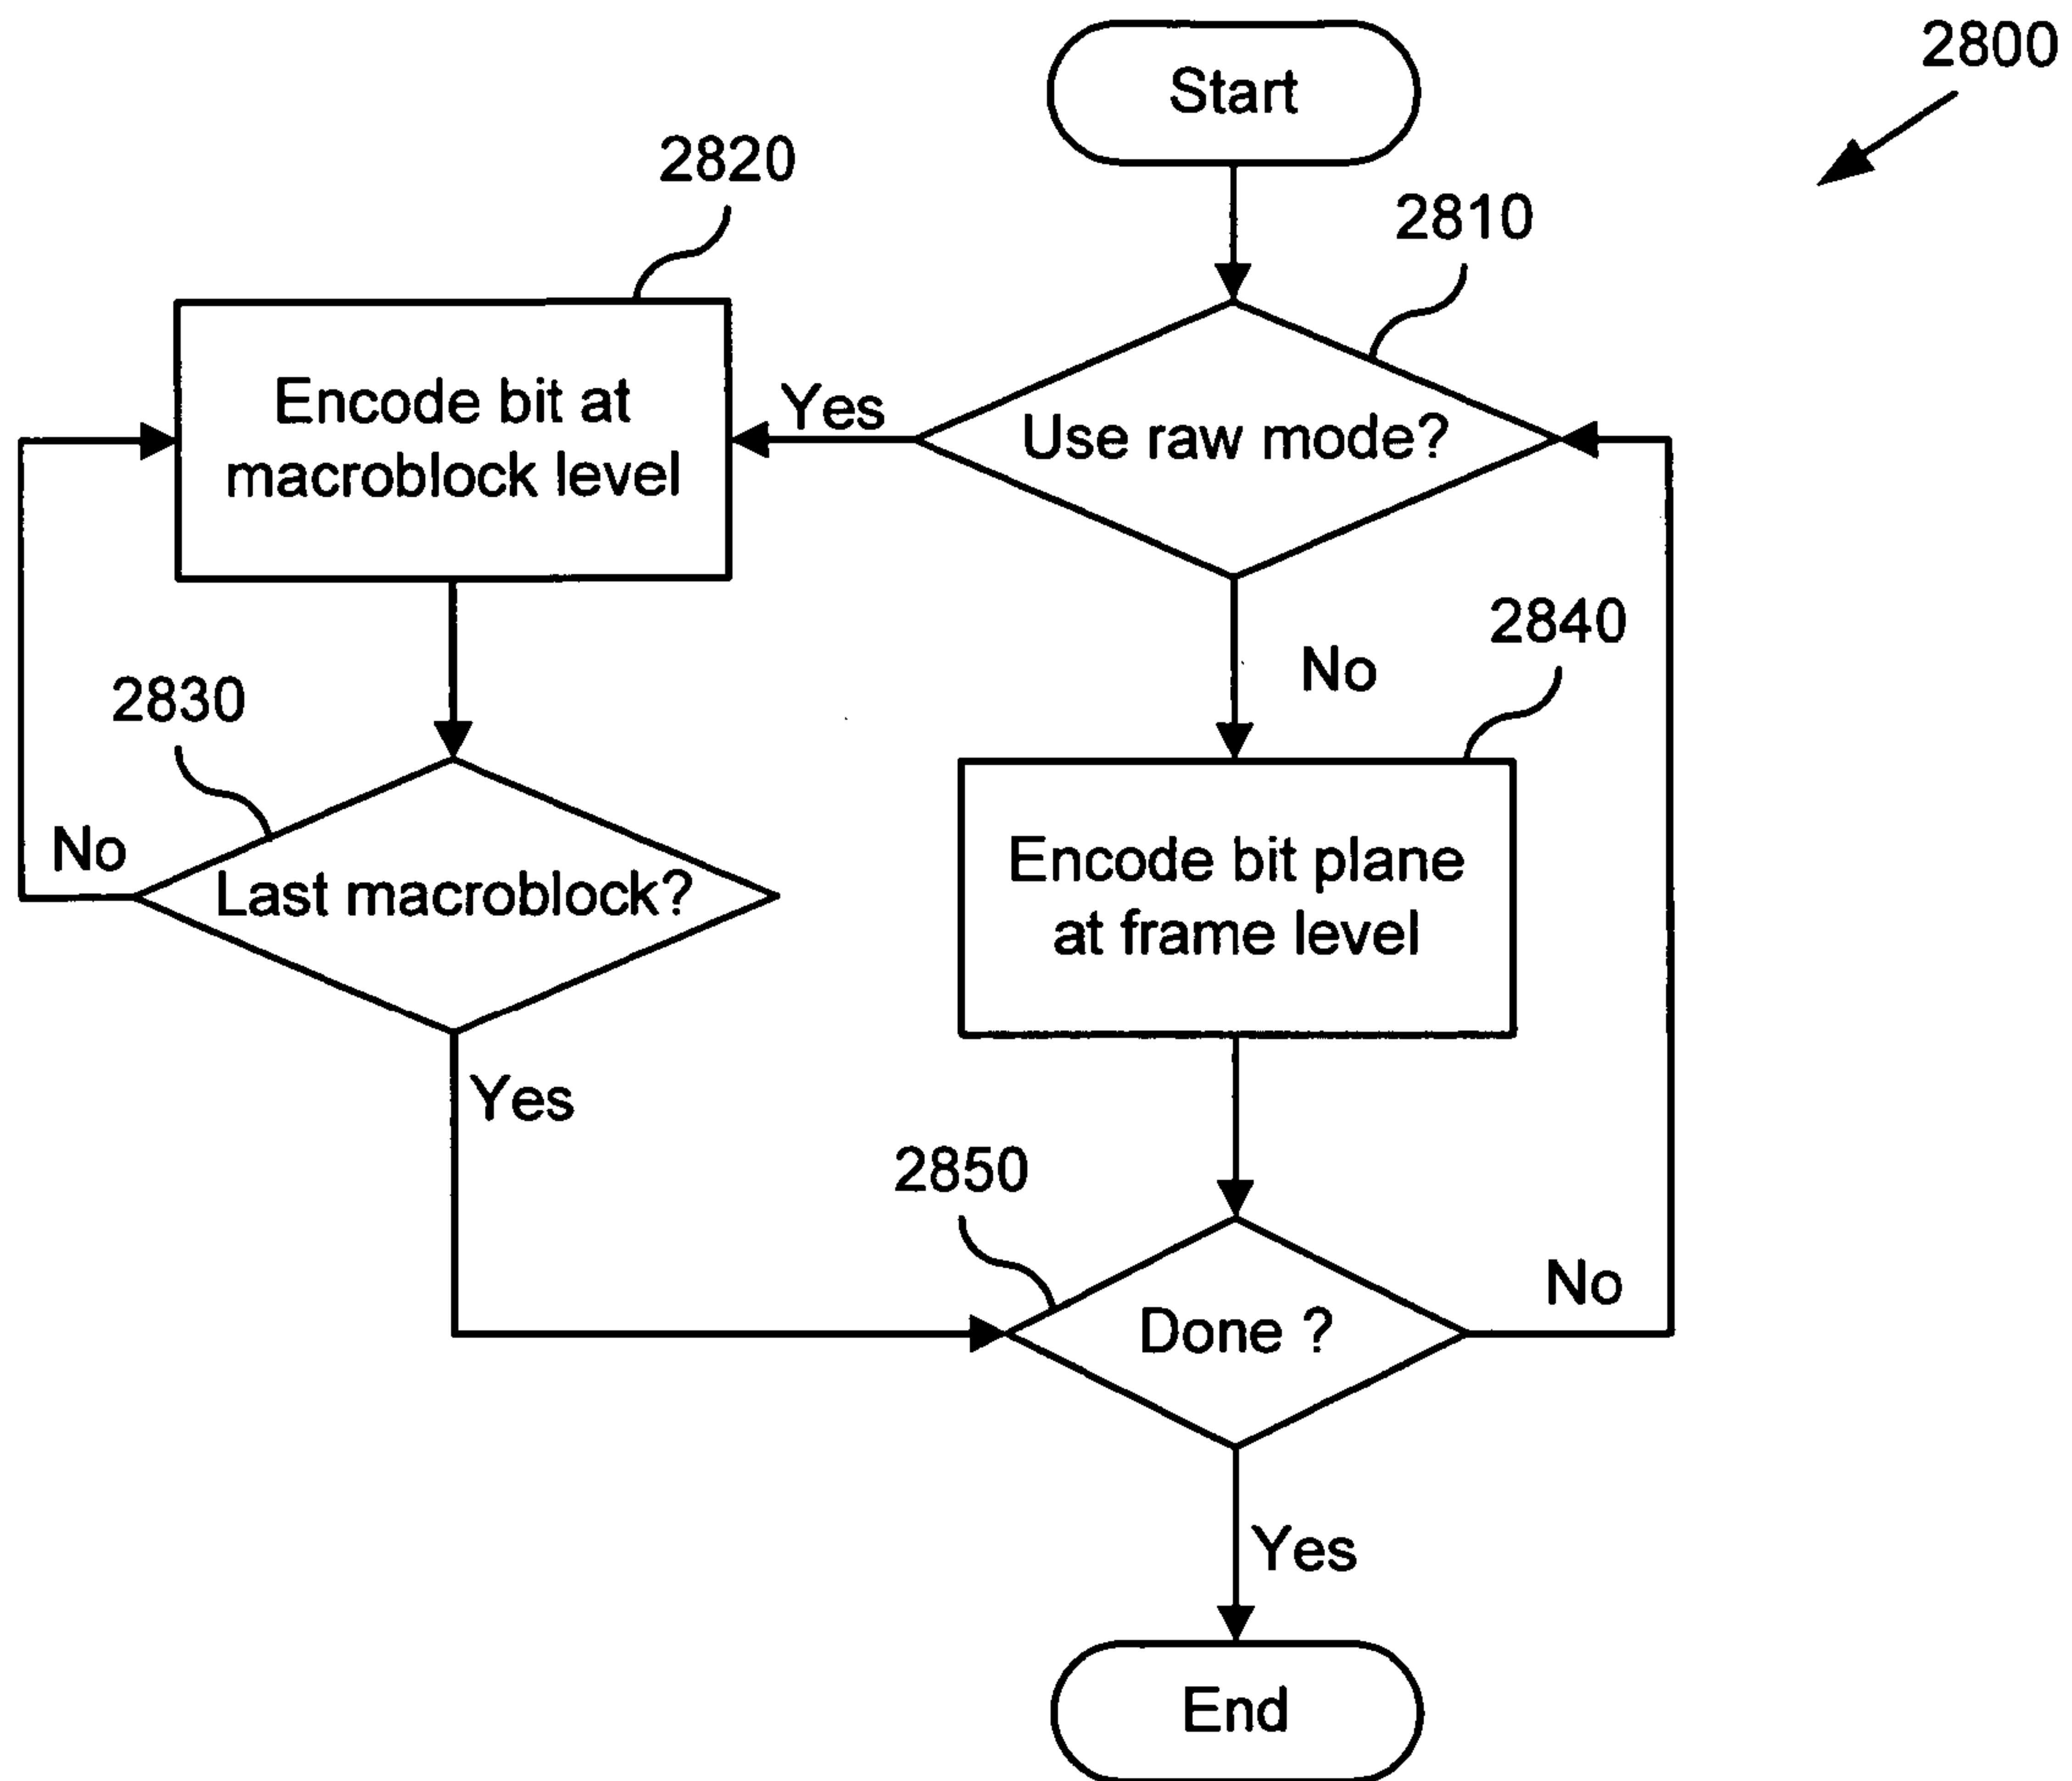 2800
Start
2820
2810
Encode bit at
macroblock level
Yes
Use raw mode?
No
2840
2830
No
Last macroblock?
Encode bit plane
at frame level
Yes
2850
Done ?
No
Yes
End